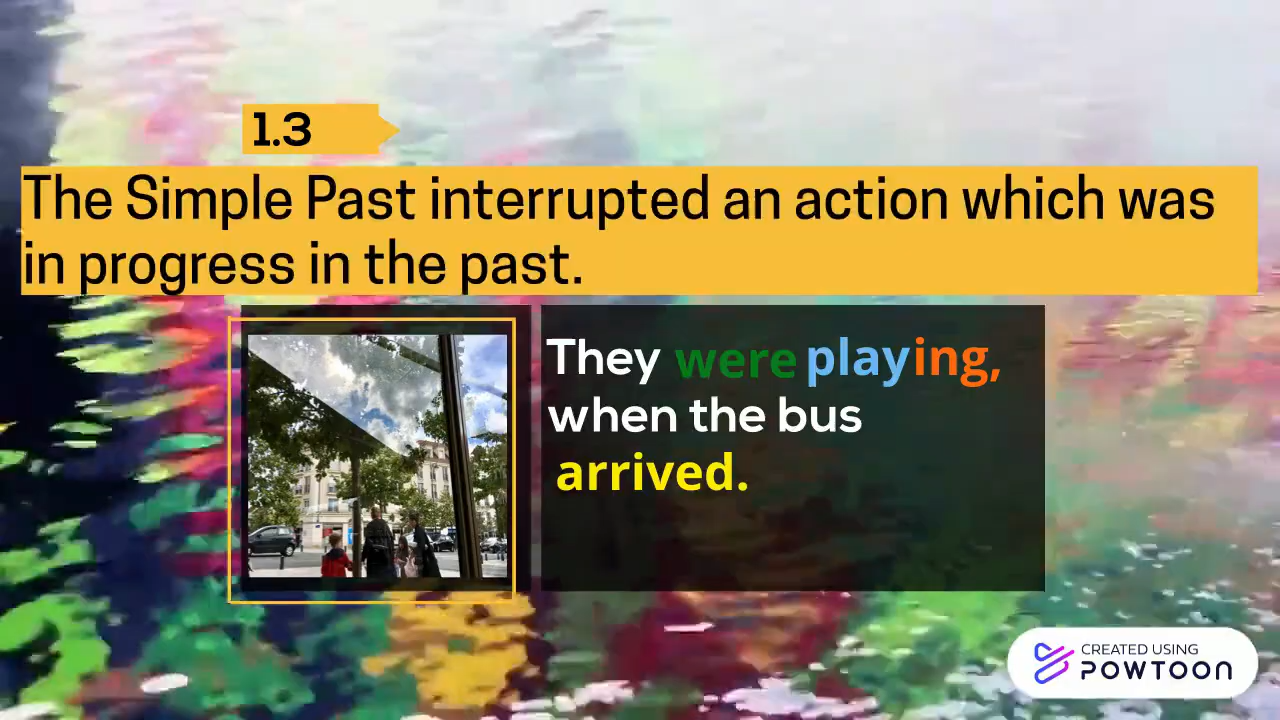 1.3
The Simple Past interrupted an action which was
in progress in the past.
They were playing,
when the bus
arrived.
CREATED USING
POWTOON